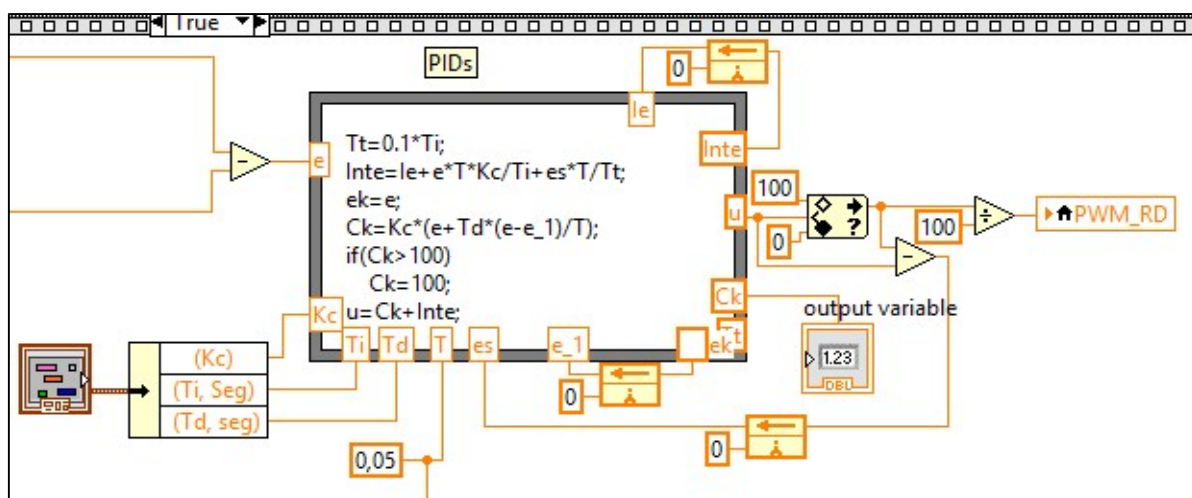 True
PIDs
0
Ie
Tt=0.1*Ti;
Inte=Ie+e*T*Kc/Ti+es*T/Tt;
ek=e;
Ck=Kc*(e+Td*(e-e_1)/T);
if(Ck>100)
Ck=100;
u=Ck+Inte;
e
Inte
u
Ck
Kc
Ti
Td
T
es
e_1
ek
t
100
0
?
100
PWM_RD
output variable
1.23
DBL
(Kc)
(Ti, Seg)
(Td, seg)
0
0
0,05